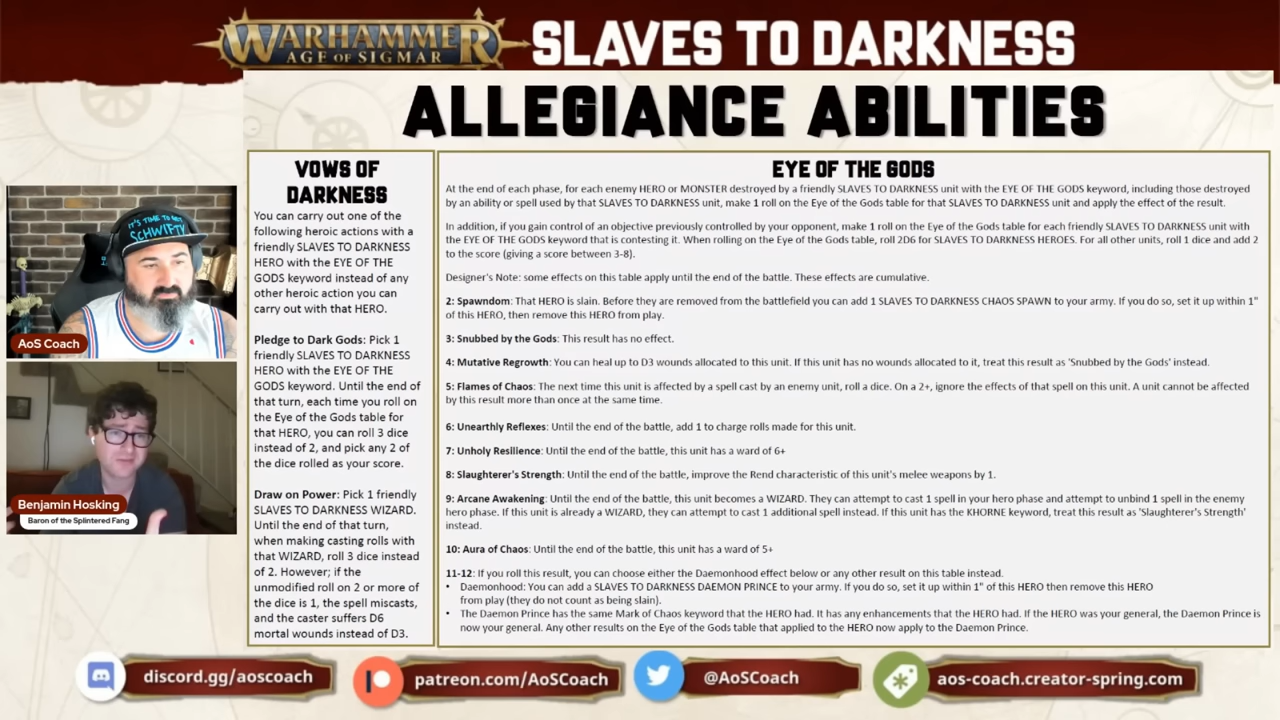 WARHAMMER
AGE OF SIGMAR
SLAVES TO DARKNESS
ALLEGIANCE ABILITIES
VOWS OF
DARKNESS
You can carry out one of the
following heroic actions with a
friendly SLAVES TO DARKNESS
HERO with the EYE OF THE
GODS keyword instead of any
other heroic action you can
carry out with that HERO.
Pledge to Dark Gods: Pick 1
friendly SLAVES TO DARKNESS
HERO with the EYE OF THE
GODS keyword. Until the end of
that turn, each time you roll on
the Eye of the Gods table for
that HERO, you can roll 3 dice
instead of 2, and pick any 2 of
the dice rolled as your score.
Draw on Power: Pick 1 friendly
SLAVES TO DARKNESS WIZARD.
Until the end of that turn,
when making casting rolls with
that WIZARD, roll 3 dice instead
of 2. However; if the
unmodified roll on 2 or more of
the dice is 1, the spell miscasts,
and the caster suffers D6
mortal wounds instead of D3.
EYE OF THE GODS
At the end of each phase, for each enemy HERO or MONSTER destroyed by a friendly SLAVES TO DARKNESS unit with the EYE OF THE GODS keyword, including those destroyed
by an ability or spell used by that SLAVES TO DARKNESS unit, make 1 roll on the Eye of the Gods table for that SLAVES TO DARKNESS unit and apply the effect of the result.
In addition, if you gain control of an objective previously controlled by your opponent, make 1 roll on the Eye of the Gods table for each friendly SLAVES TO DARKNESS unit with
the EYE OF THE GODS keyword that is contesting it. When rolling on the Eye of the Gods table, roll 2D6 for SLAVES TO DARKNESS HEROES. For all other units, roll 1 dice and add 2
to the score (giving a score between 3-8).
Designer's Note: some effects on this table apply until the end of the battle. These effects are cumulative.
2: Spawndom: That HERO is slain. Before they are removed from the battlefield you can add 1 SLAVES TO DARKNESS CHAOS SPAWN to your army. If you do so, set it up within 1"
of this HERO, then remove this HERO from play.
3: Snubbed by the Gods: This result has no effect.
4: Mutative Regrowth: You can heal up to D3 wounds allocated to this unit. If this unit has no wounds allocated to it, treat this result as 'Snubbed by the Gods' instead.
5: Flames of Chaos: The next time this unit is affected by a spell cast by an enemy unit, roll a dice. On a 2+, ignore the effects of that spell on this unit. A unit cannot be affected
by this result more than once at the same time.
6: Unearthly Reflexes: Until the end of the battle, add 1 to charge rolls made for this unit.
7: Unholy Resilience: Until the end of the battle, this unit has a ward of 6+
8: Slaughterer's Strength: Until the end of the battle, improve the Rend characteristic of this unit's melee weapons by 1.
9: Arcane Awakening: Until the end of the battle, this unit becomes a WIZARD. They can attempt to cast 1 spell in your hero phase and attempt to unbind 1 spell in the enemy
hero phase. If this unit is already a WIZARD, they can attempt to cast 1 additional spell instead. If this unit has the KHORNE keyword, treat this result as 'Slaughterer's Strength'
instead.
10: Aura of Chaos: Until the end of the battle, this unit has a ward of 5+
11-12: If you roll this result, you can choose either the Daemonhood effect below or any other result on this table instead.
• Daemonhood: You can add a SLAVES TO DARKNESS DAEMON PRINCE to your army. If you do so, set it up within 1" of this HERO then remove this HERO
from play (they do not count as being slain).
• The Daemon Prince has the same Mark of Chaos keyword that the HERO had. It has any enhancements that the HERO had. If the HERO was your general, the Daemon Prince is
now your general. Any other results on the Eye of the Gods table that applied to the HERO now apply to the Daemon Prince.
IT'S TIME TO GET
SCHWIFTY
AoS Coach
Benjamin Hosking
Baron of the Splintered Fang
discord.gg/aoscoach
patreon.com/AoSCoach
@AoSCoach
aos-coach.creator-spring.com